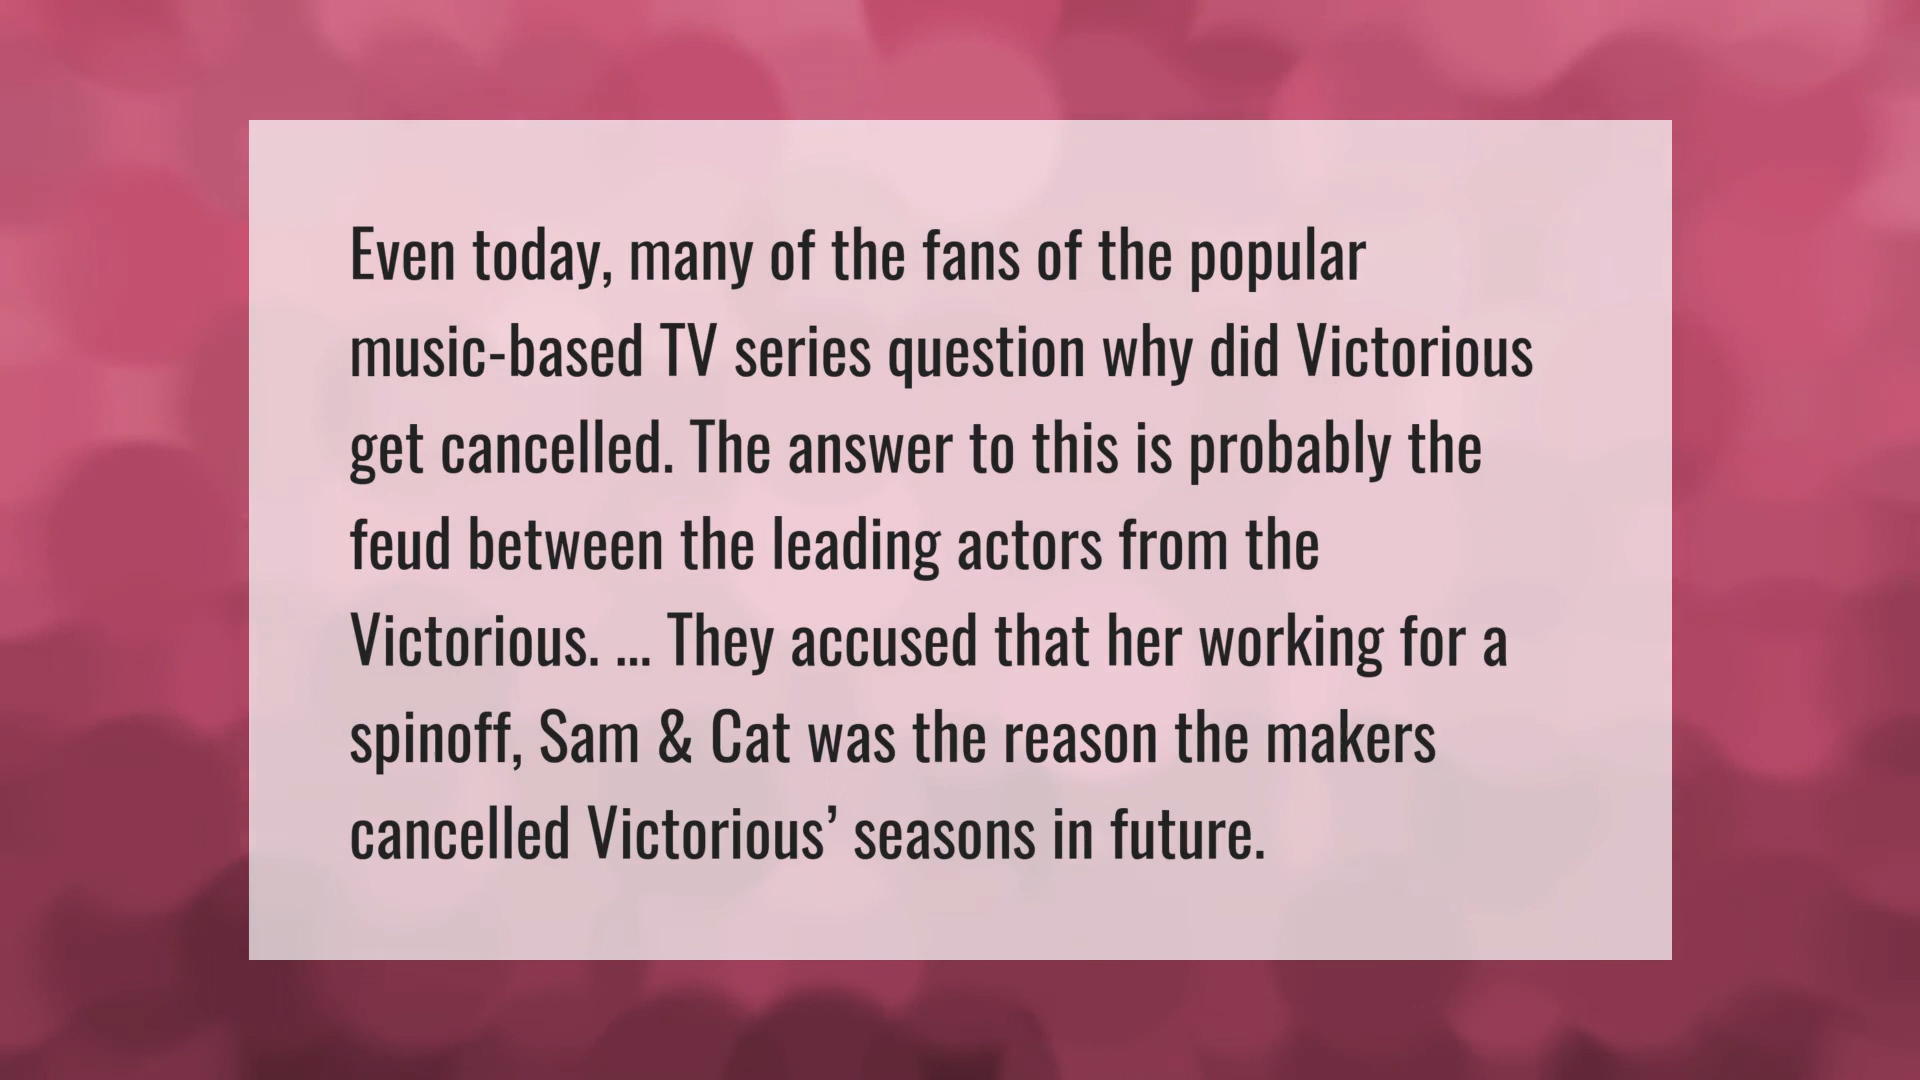 Even today, many of the fans of the popular
music-based TV series question why did Victorious
get cancelled. The answer to this is probably the
feud between the leading actors from the
Victorious. ... They accused that her working for a
spinoff, Sam & Cat was the reason the makers
cancelled Victorious’ seasons in future.